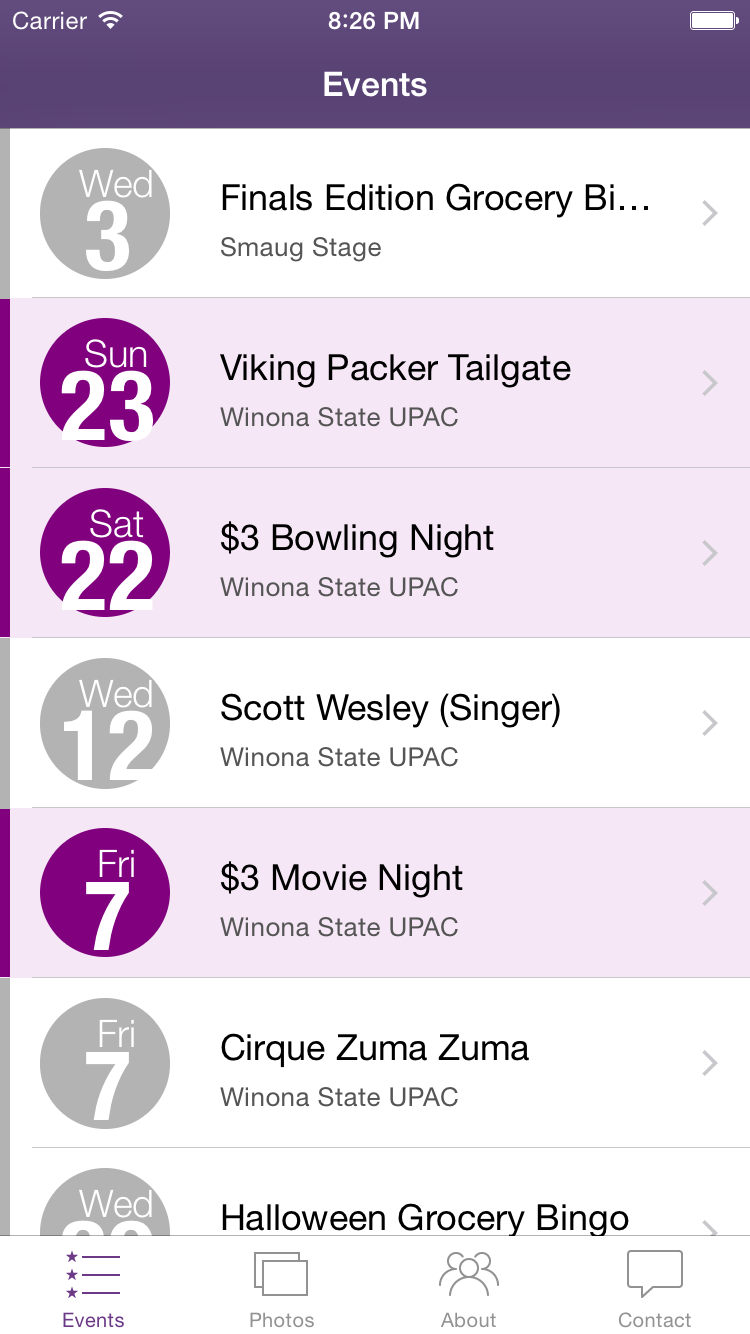 Carrier 8:26 PM
Events
Wed
3
Finals Edition Grocery Bi...
Smaug Stage
Sun
23
Viking Packer Tailgate
Winona State UPAC
Sat
22
$3 Bowling Night
Winona State UPAC
Wed
12
Scott Wesley (Singer)
Winona State UPAC
Fri
7
$3 Movie Night
Winona State UPAC
Fri
7
Cirque Zuma Zuma
Winona State UPAC
Wed
Halloween Grocery Bingo
Events Photos About Contact